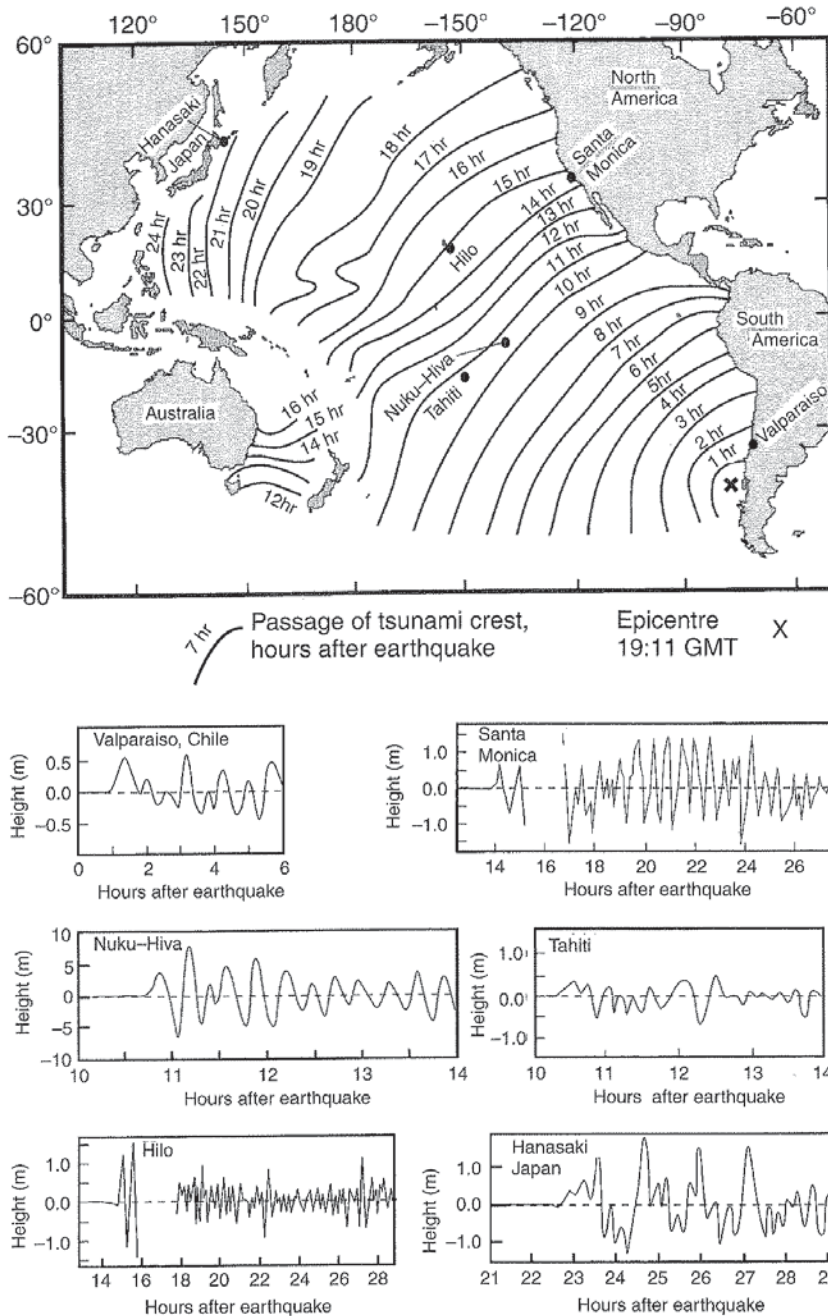 120° 150° 180° −150° −120° −90° −60°
60°
30°
0°
−30°
−60°
North
America
Hanasaki
Japan
Santa
Monica
18 hr
17 hr
16 hr
15 hr
14 hr
13 hr
12 hr
11 hr
10 hr
9 hr
8 hr
7 hr
6 hr
5hr
4 hr
3 hr
2 hr
1 hr
19 hr
20 hr
21 hr
22 hr
23 hr
24 hr
Hilo
South
America
Nuku–Hiva
Tahiti
Valparaiso
Australia
16 hr
15 hr
14 hr
12hr
7 hr
Passage of tsunami crest,
hours after earthquake
Epicentre
19:11 GMT
X
Valparaiso, Chile
Height (m)
0.5
0.0
−0.5
0 2 4 6
Hours after earthquake
Santa
Monica
Height (m)
1.0
0.0
−1.0
14 16 18 20 22 24 26
Hours after earthquake
Nuku–Hiva
Height (m)
10
5
0
−5
−10
10 11 12 13 14
Hours after earthquake
Tahiti
Height (m)
1.0
0.0
−1.0
10 11 12 13 14
Hours after earthquake
Hilo
Height (m)
1.0
0.0
−1.0
14 16 18 20 22 24 26 28
Hours after earthquake
Hanasaki
Japan
Height (m)
1.0
0.0
−1.0
21 22 23 24 25 26 27 28
Hours after earthquake